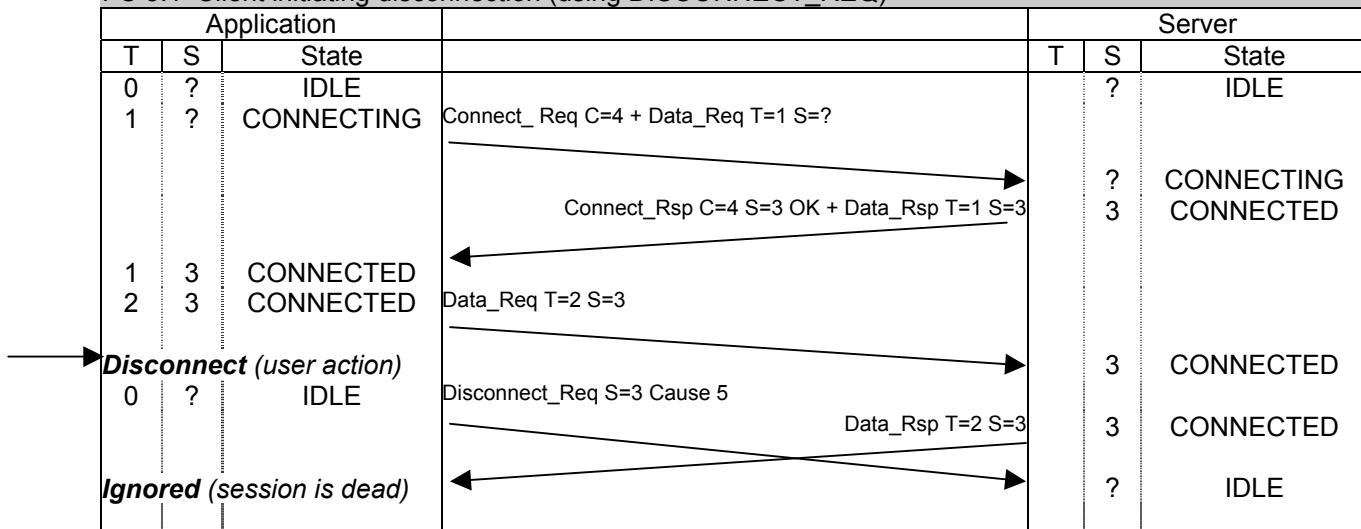 Application Server
T S State T S State
0 ? IDLE ? IDLE
1 ? CONNECTING Connect_ Req C=4 + Data_Req T=1 S=?
? CONNECTING
Connect_Rsp C=4 S=3 OK + Data_Rsp T=1 S=3 3 CONNECTED
1 3 CONNECTED
2 3 CONNECTED Data_Req T=2 S=3
Disconnect (user action) 3 CONNECTED
0 ? IDLE Disconnect_Req S=3 Cause 5
Data_Rsp T=2 S=3 3 CONNECTED
Ignored (session is dead) ? IDLE